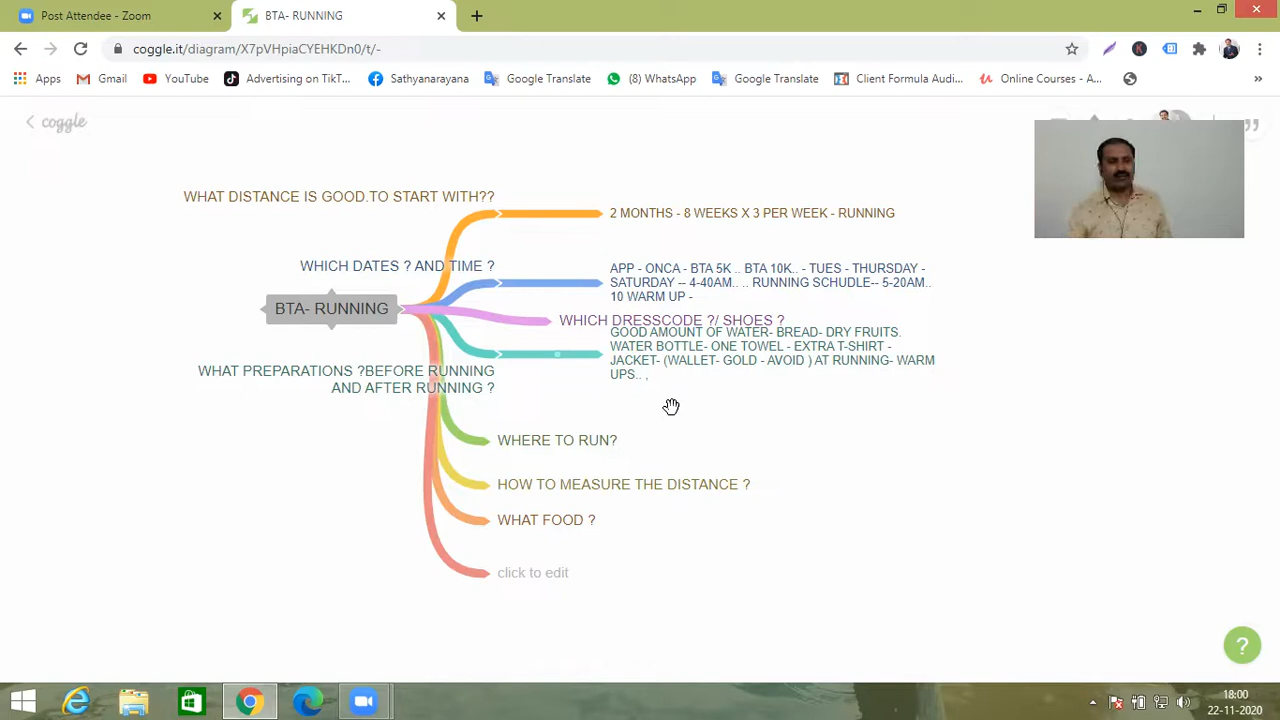 Post Attendee - Zoom
BTA- RUNNING
coggle.it/diagram/X7pVHpiaCYEHKDn0/t/-
Apps
Gmail
YouTube
Advertising on TikT...
Sathyanarayana
Google Translate
(8) WhatsApp
Google Translate
Client Formula Audi...
Online Courses - A...
coggle
WHAT DISTANCE IS GOOD.TO START WITH??
2 MONTHS - 8 WEEKS X 3 PER WEEK - RUNNING
WHICH DATES ? AND TIME ?
APP - ONCA - BTA 5K .. BTA 10K.. - TUES - THURSDAY -
SATURDAY -- 4-40AM.. .. RUNNING SCHUDLE-- 5-20AM..
10 WARM UP -
BTA- RUNNING
WHICH DRESSCODE ?/ SHOES ?
GOOD AMOUNT OF WATER- BREAD- DRY FRUITS.
WATER BOTTLE- ONE TOWEL - EXTRA T-SHIRT -
JACKET- (WALLET- GOLD - AVOID ) AT RUNNING- WARM
UPS.. ,
WHAT PREPARATIONS ?BEFORE RUNNING
AND AFTER RUNNING ?
WHERE TO RUN?
HOW TO MEASURE THE DISTANCE ?
WHAT FOOD ?
click to edit
?
18:00
22-11-2020